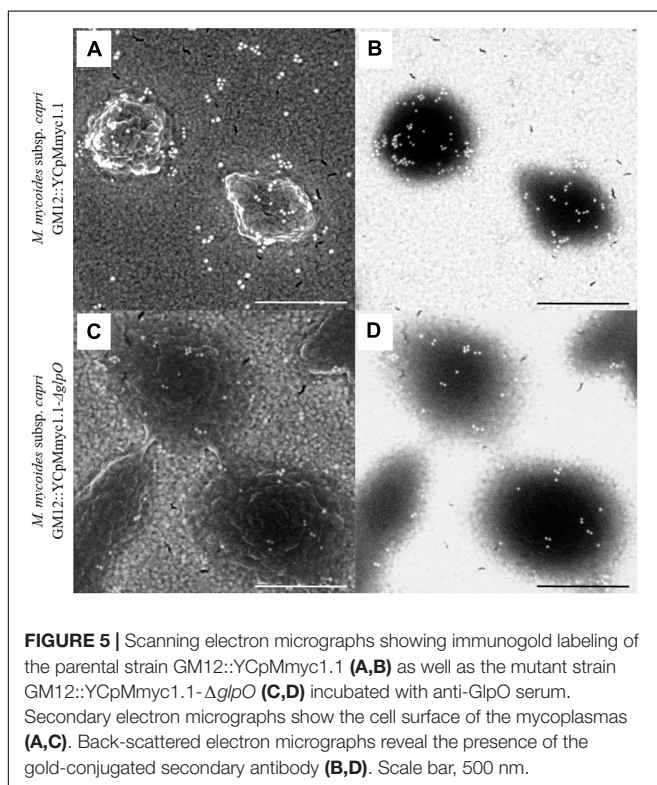 A
B
M. mycoides subsp. capri
GM12::YCpMmyc1.1
C
D
M. mycoides subsp. capri
GM12::YCpMmyc1.1-ΔglpO
FIGURE 5 | Scanning electron micrographs showing immunogold labeling of
the parental strain GM12::YCpMmyc1.1 (A,B) as well as the mutant strain
GM12::YCpMmyc1.1-ΔglpO (C,D) incubated with anti-GlpO serum.
Secondary electron micrographs show the cell surface of the mycoplasmas
(A,C). Back-scattered electron micrographs reveal the presence of the
gold-conjugated secondary antibody (B,D). Scale bar, 500 nm.